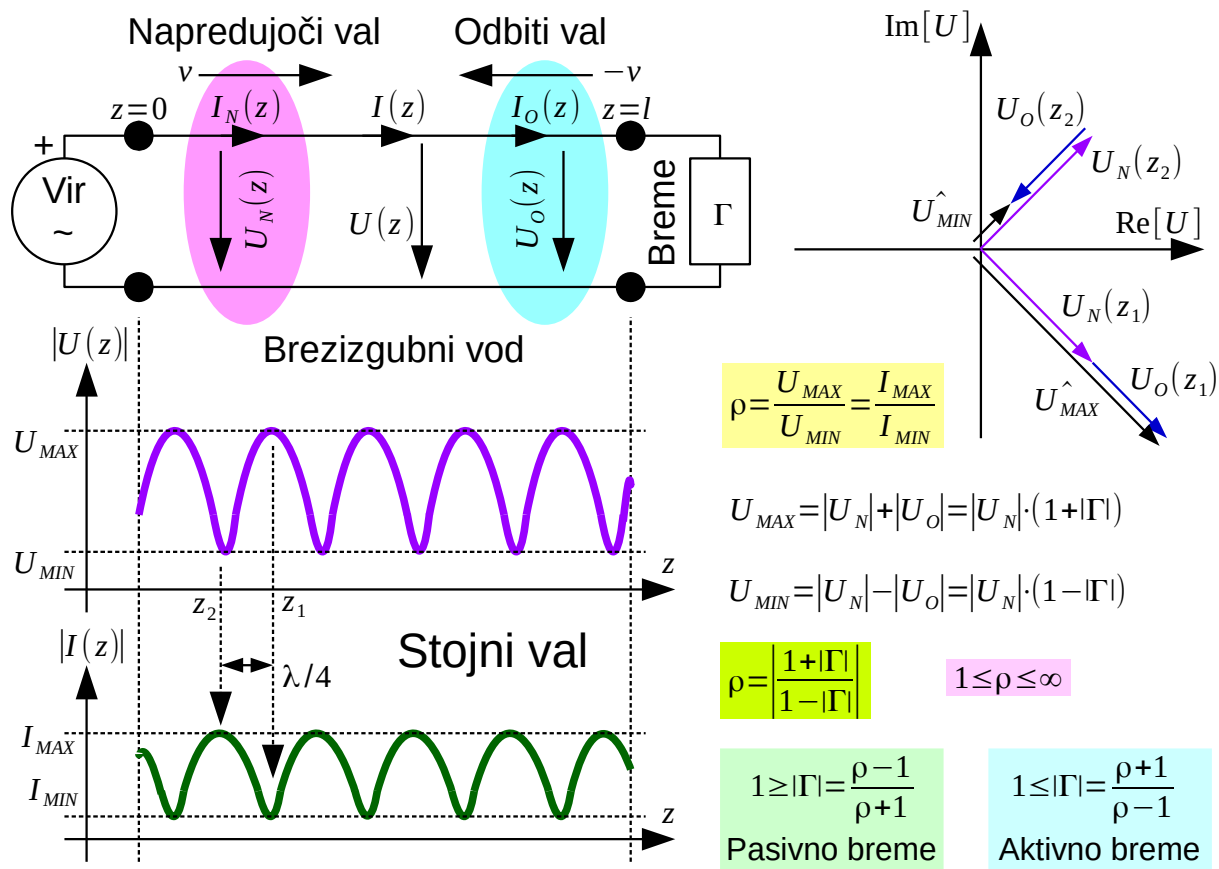 Napredujoči val
Odbiti val
v
−v
z=0
I_N(z)
I(z)
I_O(z)
z=l
+
Vir
~
U_N(z)
U(z)
U_O(z)
Breme
Γ
Brezizgubni vod
Im[U]
Re[U]
U_O(z_2)
U_N(z_2)
Û_MIN
U_N(z_1)
U_O(z_1)
Û_MAX
|U(z)|
U_MAX
U_MIN
z
z_2
z_1
λ/4
Stojni val
|I(z)|
I_MAX
I_MIN
z
ρ=U_MAX/U_MIN=I_MAX/I_MIN
U_MAX=|U_N|+|U_O|=|U_N|·(1+|Γ|)
U_MIN=|U_N|−|U_O|=|U_N|·(1−|Γ|)
ρ=|(1+|Γ|)/(1−|Γ|)|
1≤ρ≤∞
1≥|Γ|=(ρ−1)/(ρ+1)
Pasivno breme
1≤|Γ|=(ρ+1)/(ρ−1)
Aktivno breme